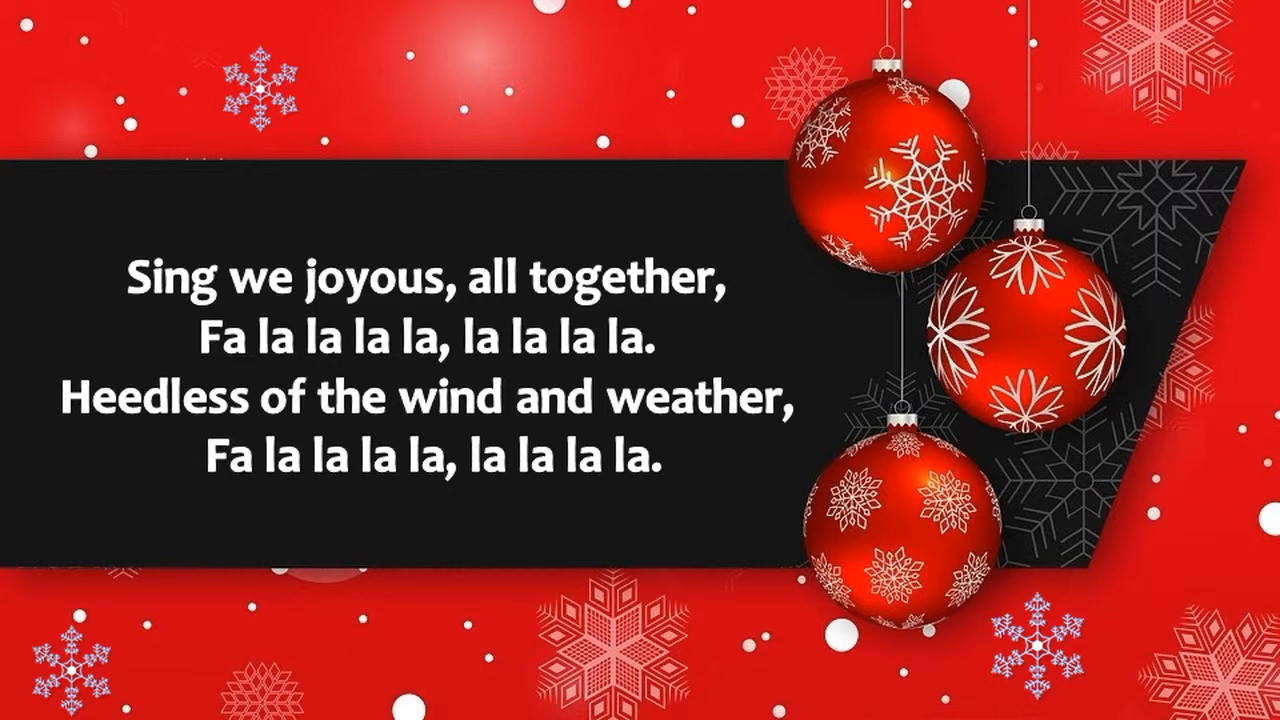 Sing we joyous, all together,
Fa la la la la, la la la la.
Heedless of the wind and weather,
Fa la la la la, la la la la.